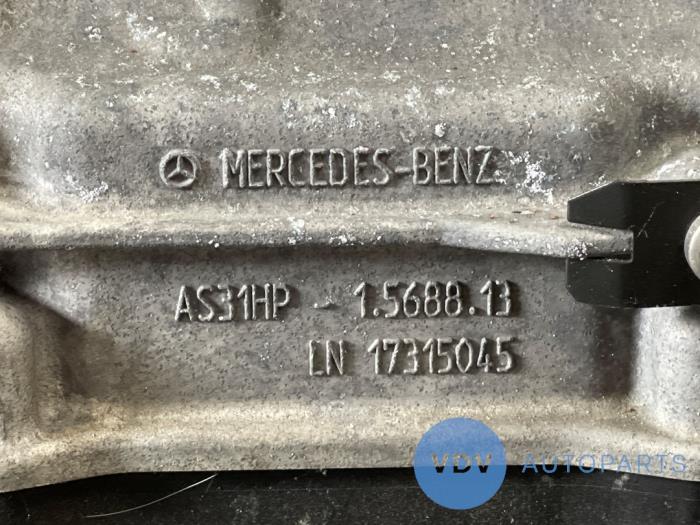 MERCEDES-BENZ
AS31HP - 1.5688.13
LN 17315045
VDV AUTOPARTS